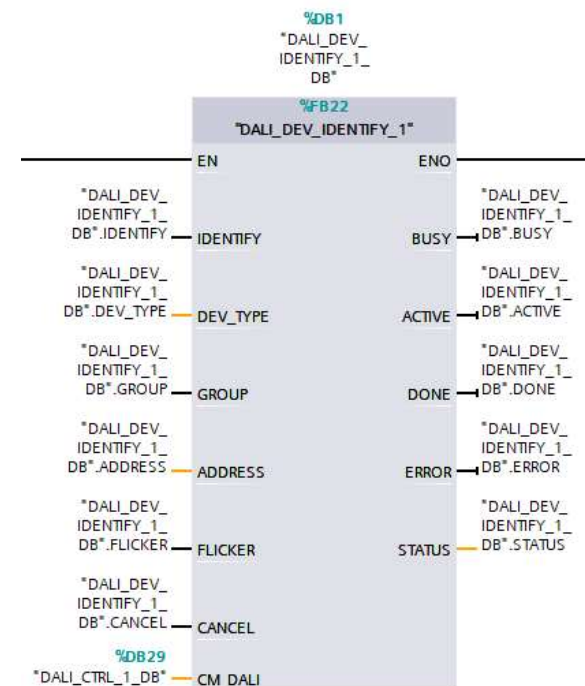 %DB1
"DALI_DEV_
IDENTIFY_1_
DB"
%FB22
"DALI_DEV_IDENTIFY_1"
EN
ENO
"DALI_DEV_
IDENTIFY_1_
DB".IDENTIFY
IDENTIFY
BUSY
"DALI_DEV_
IDENTIFY_1_
DB".BUSY
"DALI_DEV_
IDENTIFY_1_
DB".DEV_TYPE
DEV_TYPE
ACTIVE
"DALI_DEV_
IDENTIFY_1_
DB".ACTIVE
"DALI_DEV_
IDENTIFY_1_
DB".GROUP
GROUP
DONE
"DALI_DEV_
IDENTIFY_1_
DB".DONE
"DALI_DEV_
IDENTIFY_1_
DB".ADDRESS
ADDRESS
ERROR
"DALI_DEV_
IDENTIFY_1_
DB".ERROR
"DALI_DEV_
IDENTIFY_1_
DB".FLICKER
FLICKER
STATUS
"DALI_DEV_
IDENTIFY_1_
DB".STATUS
"DALI_DEV_
IDENTIFY_1_
DB".CANCEL
CANCEL
%DB29
"DALI_CTRL_1_DB"
CM_DALI